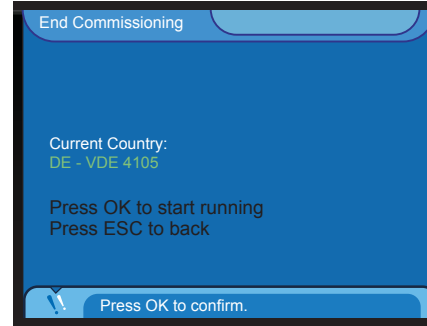 End Commissioning
Current Country:
DE - VDE 4105
Press OK to start running
Press ESC to back
Press OK to confirm.